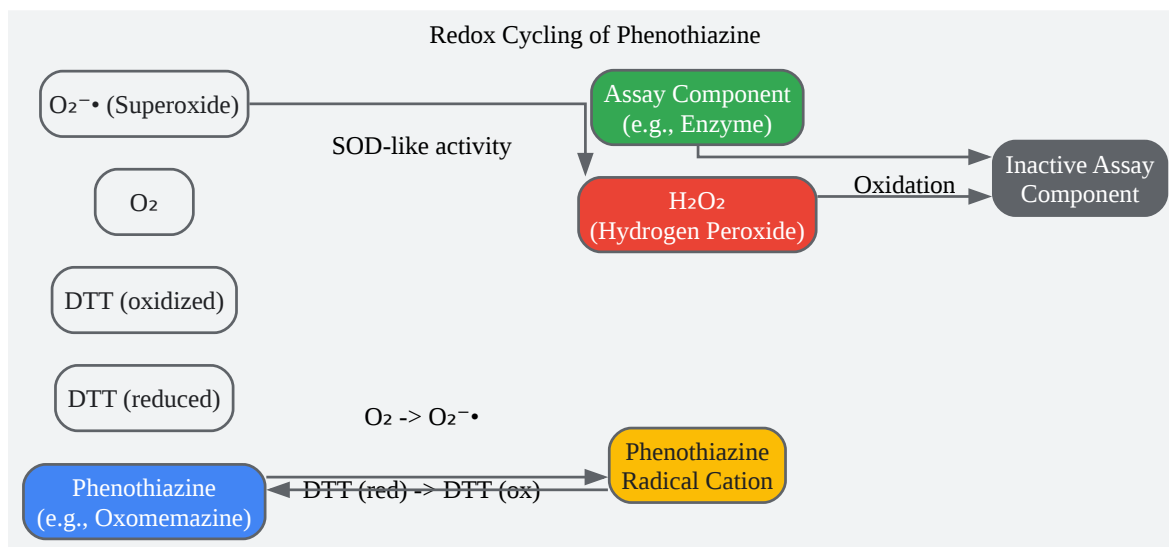 Redox Cycling of Phenothiazine
O₂⁻• (Superoxide)
SOD-like activity
Assay Component
(e.g., Enzyme)
Inactive Assay
Component
O₂
H₂O₂
(Hydrogen Peroxide)
Oxidation
DTT (oxidized)
DTT (reduced)
O₂ -> O₂⁻•
Phenothiazine
(e.g., Oxomemazine)
DTT (red) -> DTT (ox)
Phenothiazine
Radical Cation